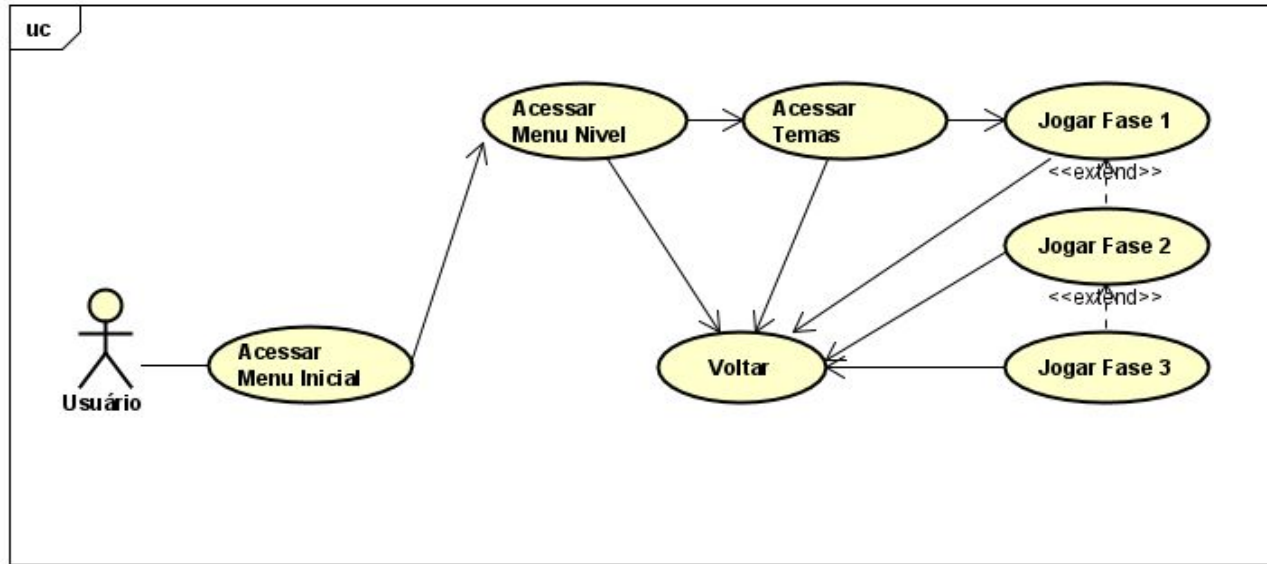 uc
Acessar
Menu Nivel
Acessar
Temas
Jogar Fase 1
<<extend>>
Jogar Fase 2
<<extend>>
Acessar
Menu Inicial
Voltar
Jogar Fase 3
Usuário